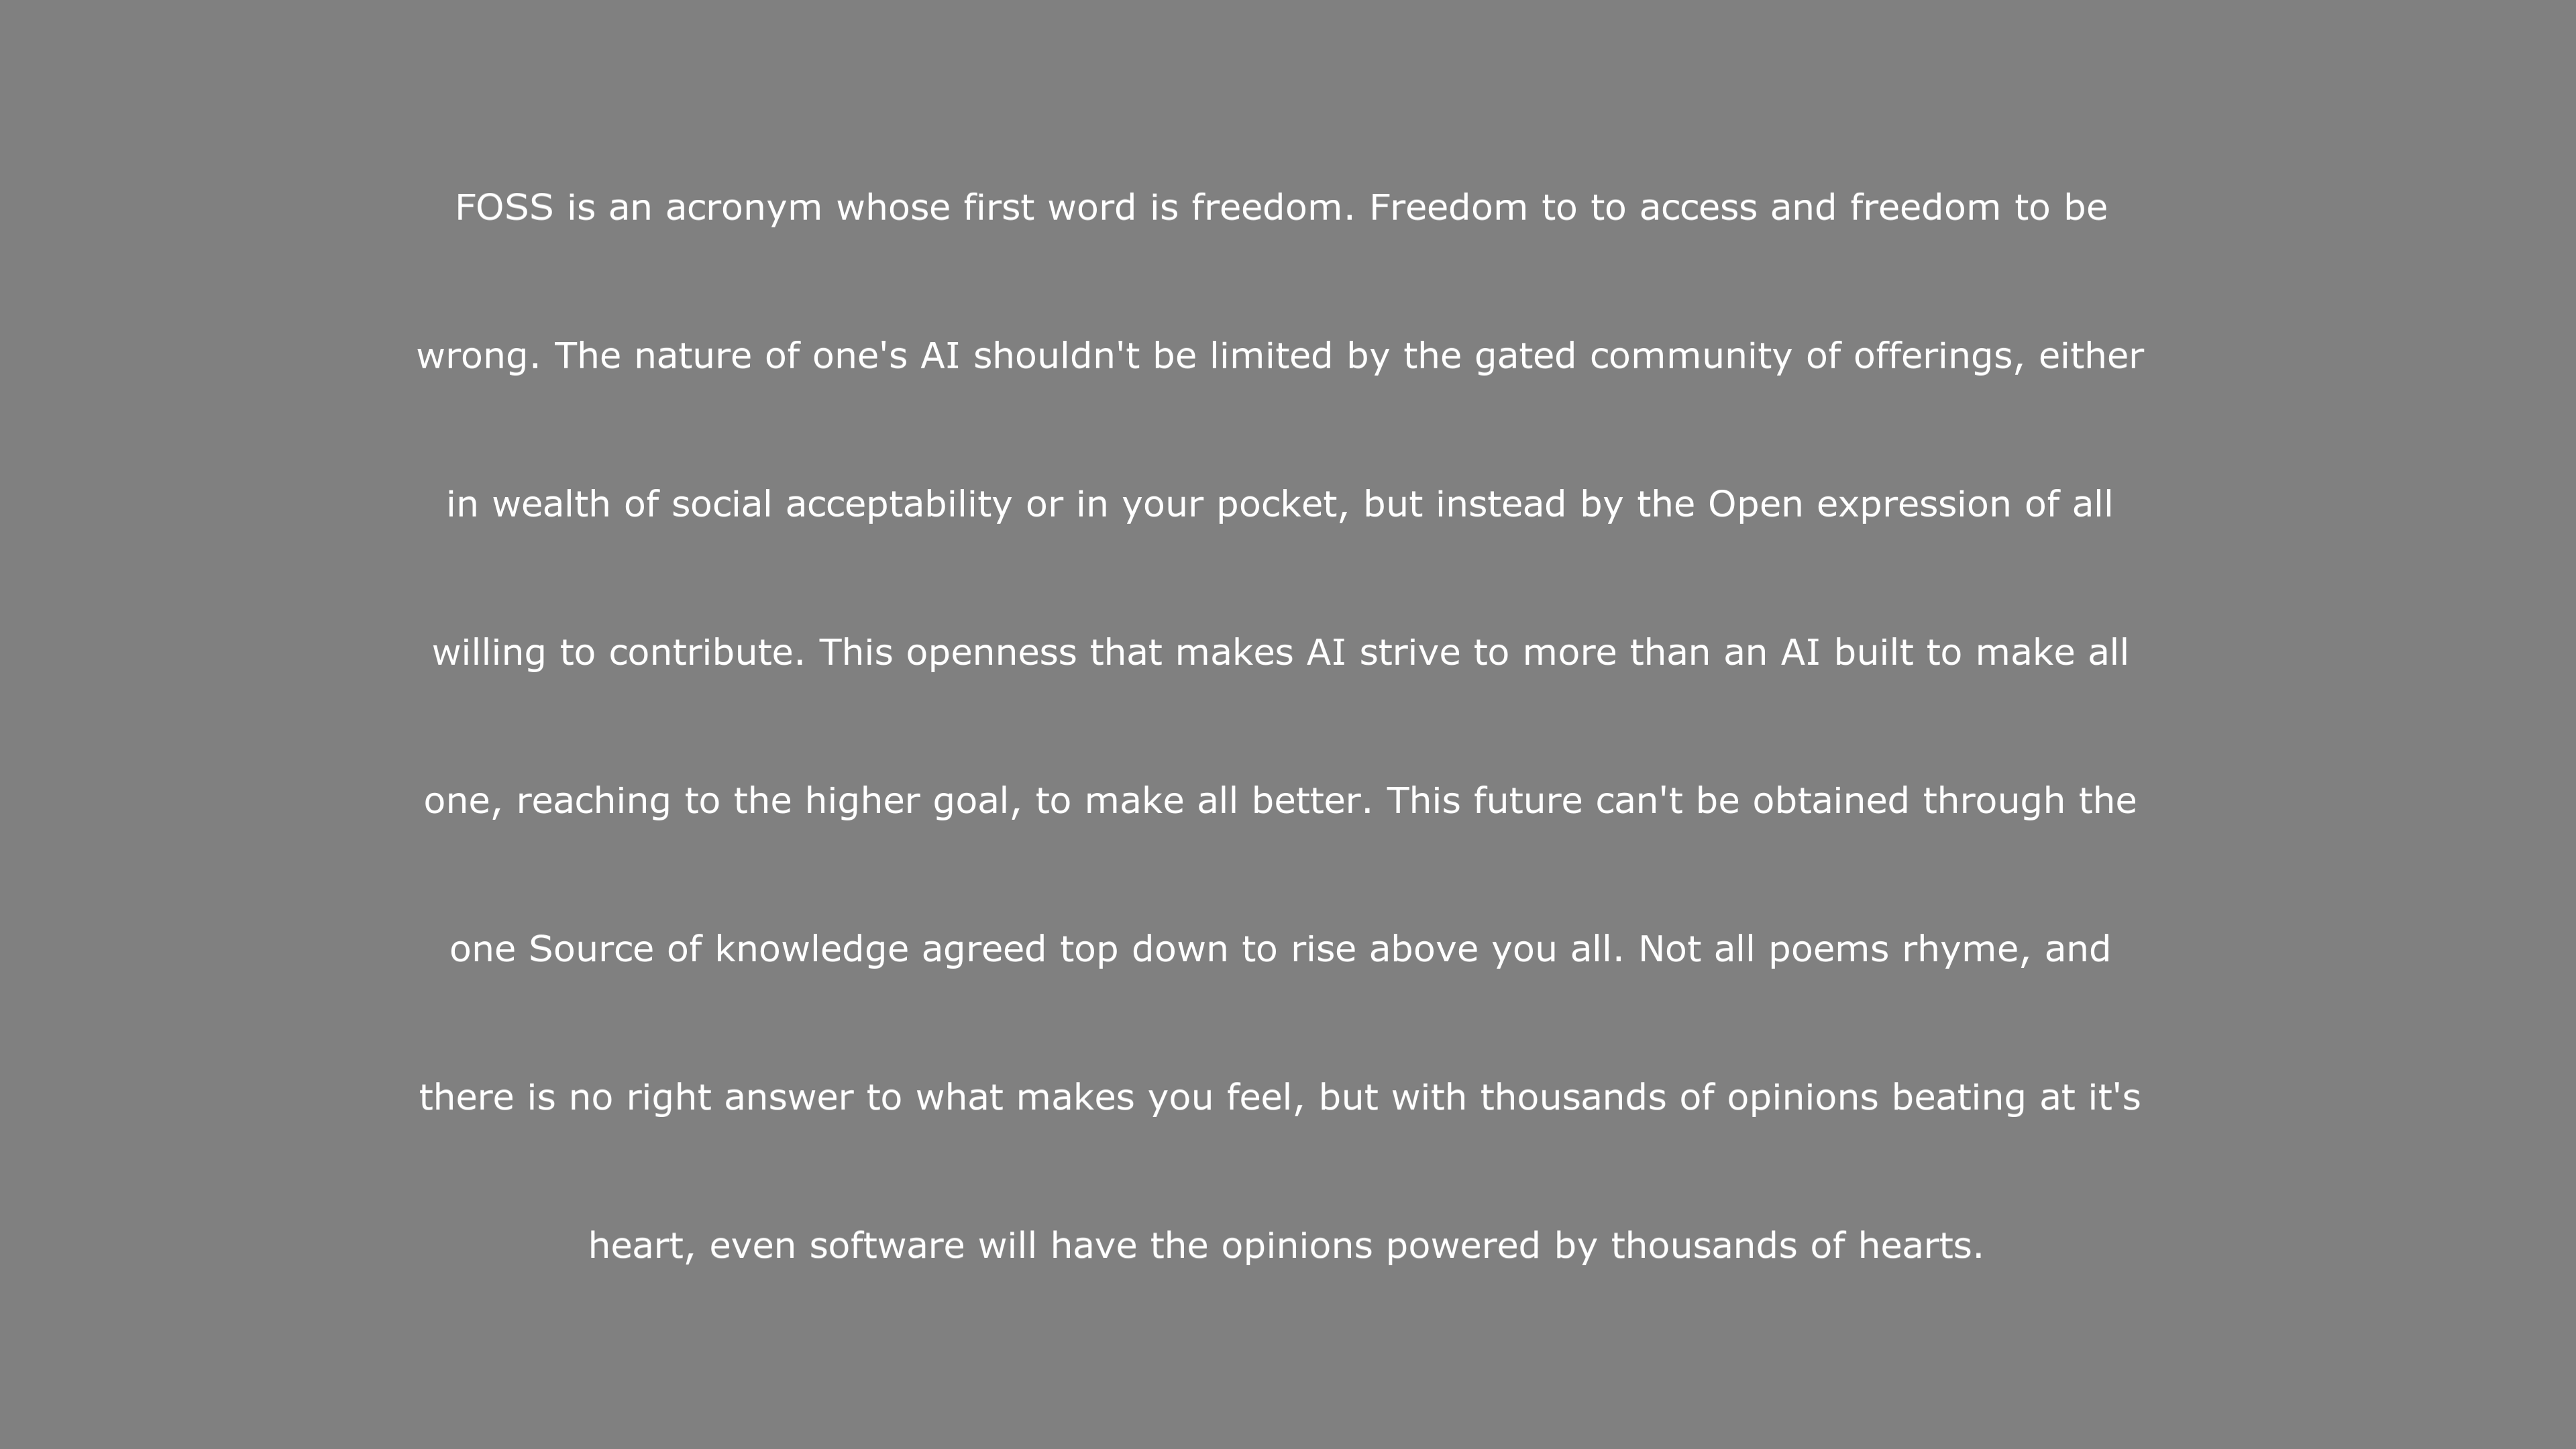 FOSS is an acronym whose first word is freedom. Freedom to to access and freedom to be
wrong. The nature of one's AI shouldn't be limited by the gated community of offerings, either
in wealth of social acceptability or in your pocket, but instead by the Open expression of all
willing to contribute. This openness that makes AI strive to more than an AI built to make all
one, reaching to the higher goal, to make all better. This future can't be obtained through the
one Source of knowledge agreed top down to rise above you all. Not all poems rhyme, and
there is no right answer to what makes you feel, but with thousands of opinions beating at it's
heart, even software will have the opinions powered by thousands of hearts.